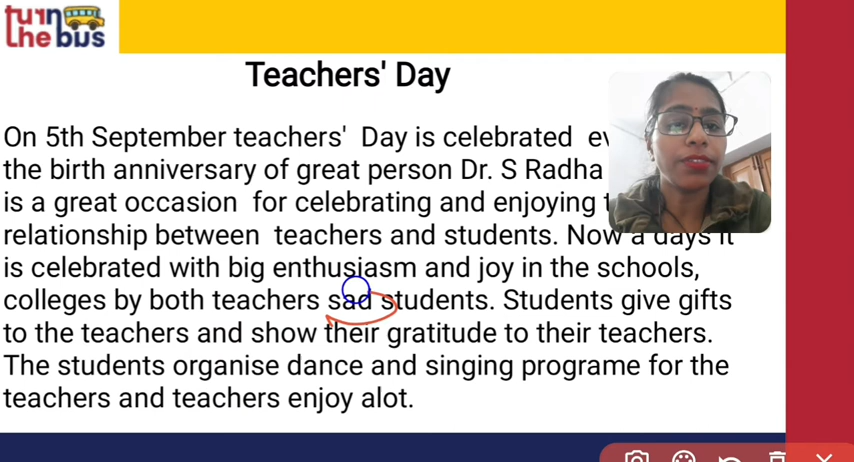 turn
the bus
Teachers' Day
On 5th September teachers' Day is celebrated
the birth anniversary of great person Dr. S Radha
is a great occasion for celebrating and enjoying
relationship between teachers and students. Now a days it
is celebrated with big enthusiasm and joy in the schools,
colleges by both teachers sad students. Students give gifts
to the teachers and show their gratitude to their teachers.
The students organise dance and singing programe for the
teachers and teachers enjoy alot.